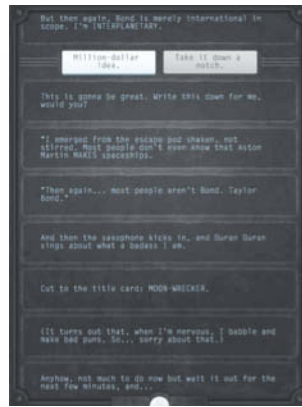 But then again, Bond is merely international in
scope. I'm INTERPLANETARY.
Million-dollar
idea.
Take it down a
notch.
This is gonna be great. Write this down for me,
would you?
"I emerged from the escape pod shaken, not
stirred. Most people don't even know that Aston
Martin MAKES spaceships.
"Then again... most people aren't Bond. Taylor
Bond."
And then the saxophone kicks in, and Duran Duran
sings about what a badass I am.
Cut to the title card: MOON-WRECKER.
(It turns out that, when I'm nervous, I babble and
make bad puns. So... sorry about that.)
Anyhow, not much to do now but wait it out for the
next few minutes, and...